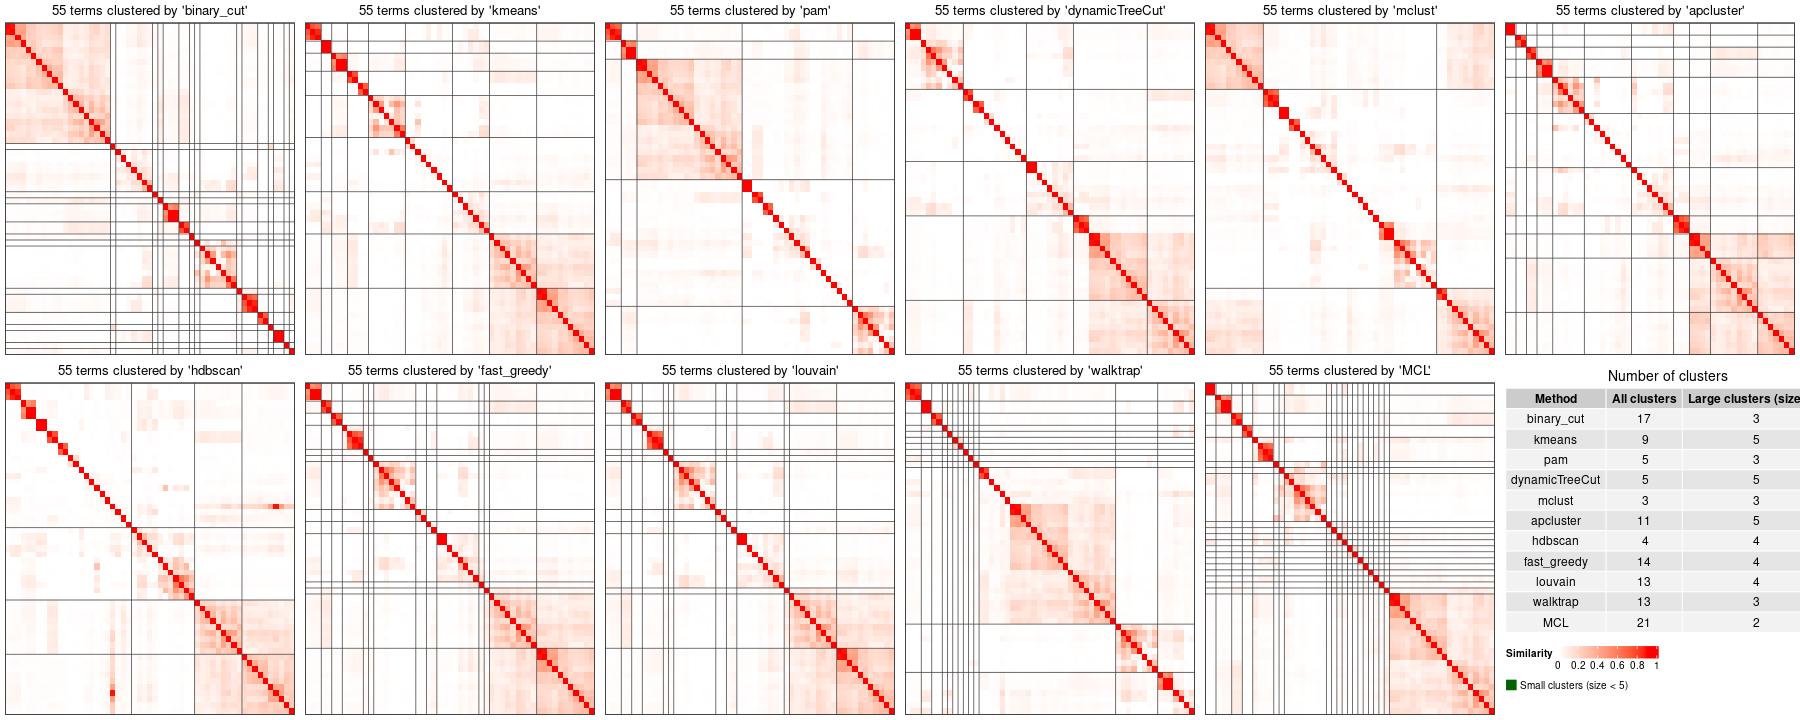 55 terms clustered by 'binary_cut'
55 terms clustered by 'kmeans'
55 terms clustered by 'pam'
55 terms clustered by 'dynamicTreeCut'
55 terms clustered by 'mclust'
55 terms clustered by 'apcluster'
55 terms clustered by 'hdbscan'
55 terms clustered by 'fast_greedy'
55 terms clustered by 'louvain'
55 terms clustered by 'walktrap'
55 terms clustered by 'MCL'
Number of clusters
Method All clusters Large clusters (size
binary_cut 17 3
kmeans 9 5
pam 5 3
dynamicTreeCut 5 5
mclust 3 3
apcluster 11 5
hdbscan 4 4
fast_greedy 14 4
louvain 13 4
walktrap 13 3
MCL 21 2
Similarity
0 0.2 0.4 0.6 0.8 1
Small clusters (size < 5)